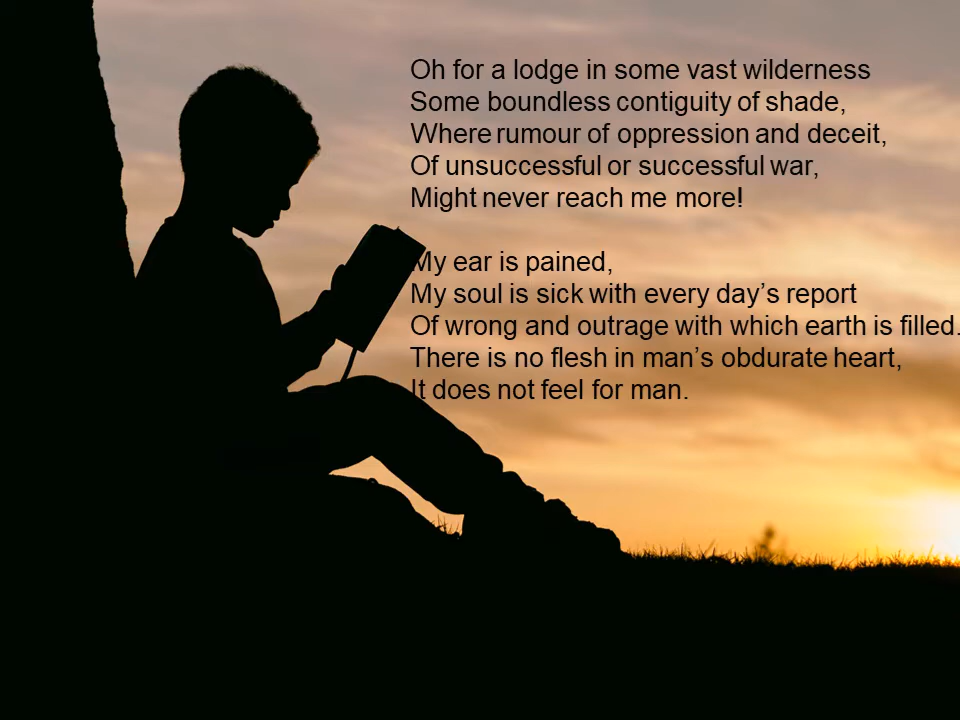 Oh for a lodge in some vast wilderness
Some boundless contiguity of shade,
Where rumour of oppression and deceit,
Of unsuccessful or successful war,
Might never reach me more!
My ear is pained,
My soul is sick with every day’s report
Of wrong and outrage with which earth is filled.
There is no flesh in man’s obdurate heart,
It does not feel for man.